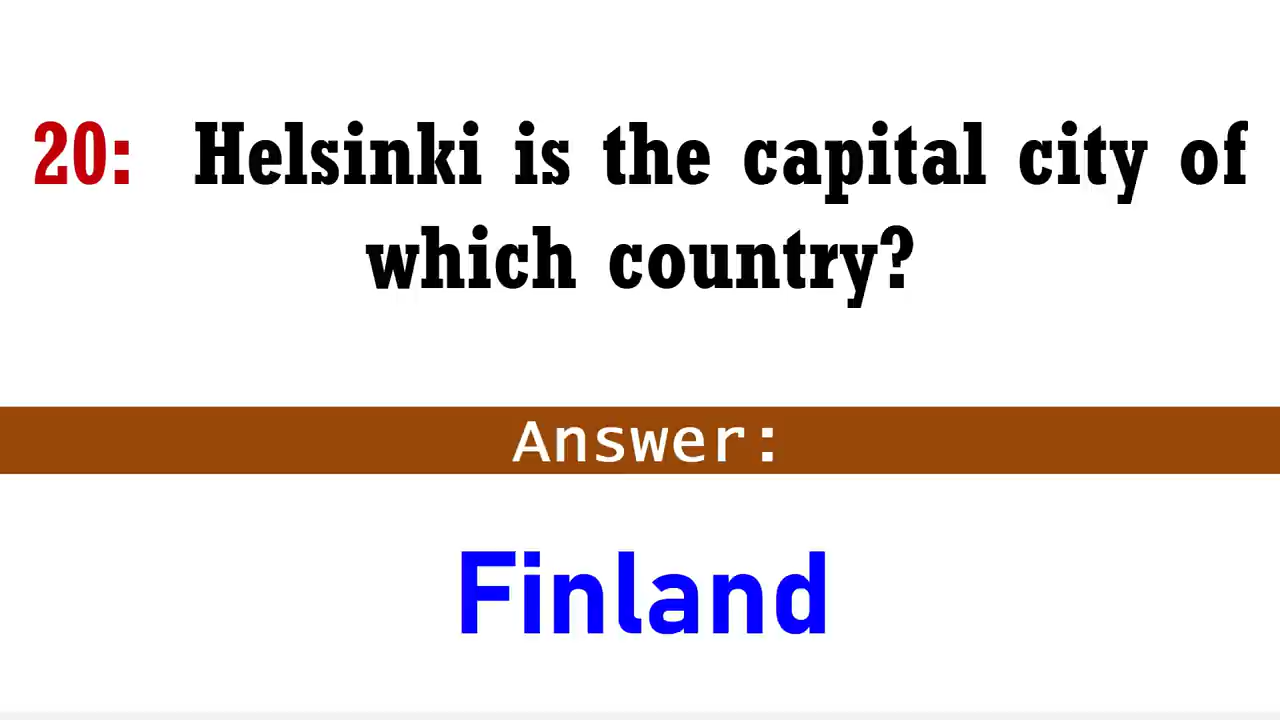 20: Helsinki is the capital city of
which country?
Answer:
Finland